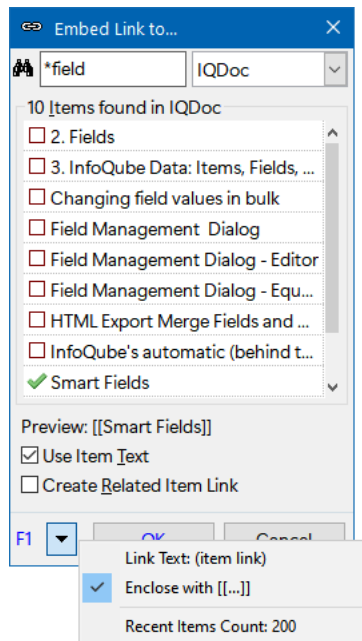 Embed Link to...
*field IQDoc
10 Items found in IQDoc
2. Fields
3. InfoQube Data: Items, Fields, ...
Changing field values in bulk
Field Management  Dialog
Field Management Dialog - Editor
Field Management Dialog - Equ...
HTML Export Merge Fields and ...
InfoQube's automatic (behind t...
Smart Fields
Preview: [[Smart Fields]]
Use Item Text
Create Related Item Link
F1 OK Cancel
Link Text: (item link)
Enclose with [[...]]
Recent Items Count: 200